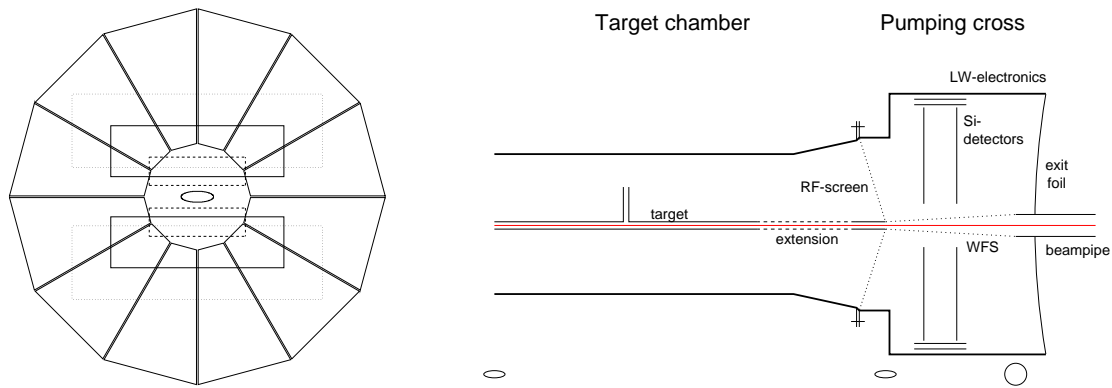 Target chamber
Pumping cross
LW-electronics
Si-
detectors
exit
foil
RF-screen
target
extension
WFS
beampipe